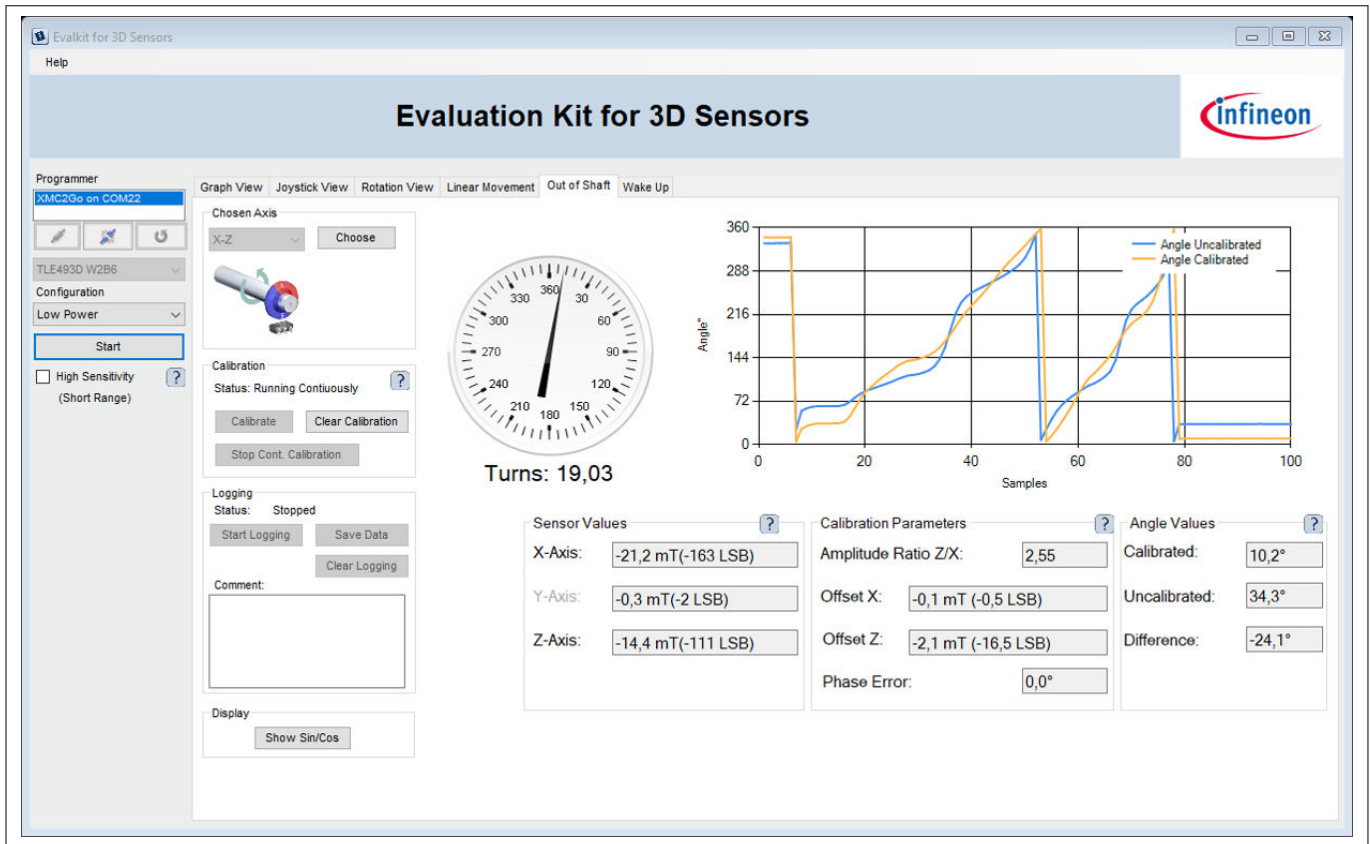 Evalkit for 3D Sensors
Help
Evaluation Kit for 3D Sensors
infineon
Programmer
XMC2Go on COM22
TLE493D W2B6
Configuration
Low Power
Start
High Sensitivity
?
(Short Range)
Graph View
Joystick View
Rotation View
Linear Movement
Out of Shaft
Wake Up
Chosen Axis
X-Z
Choose
Calibration
?
Status: Running Contiuously
Calibrate
Clear Calibration
Stop Cont. Calibration
Logging
Status: Stopped
Start Logging
Save Data
Clear Logging
Comment:
Display
Show Sin/Cos
360
30
60
90
120
150
180
210
240
270
300
330
Turns: 19,03
Angle°
360
288
216
144
72
0
0
20
40
60
80
100
Samples
Angle Uncalibrated
Angle Calibrated
Sensor Values
?
X-Axis:
-21,2 mT(-163 LSB)
Y-Axis:
-0,3 mT(-2 LSB)
Z-Axis:
-14,4 mT(-111 LSB)
Calibration Parameters
?
Amplitude Ratio Z/X:
2,55
Offset X:
-0,1 mT (-0,5 LSB)
Offset Z:
-2,1 mT (-16,5 LSB)
Phase Error:
0,0°
Angle Values
?
Calibrated:
10,2°
Uncalibrated:
34,3°
Difference:
-24,1°